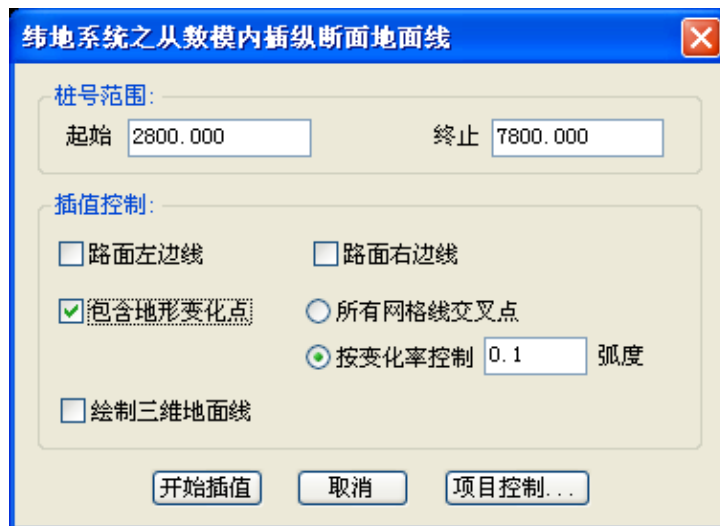 纬地系统之从数模内插纵断面地面线
桩号范围:
起始 2800.000 终止 7800.000
插值控制:
路面左边线 路面右边线
包含地形变化点 所有网格线交叉点
按变化率控制 0.1 弧度
绘制三维地面线
开始插值 取消 项目控制...